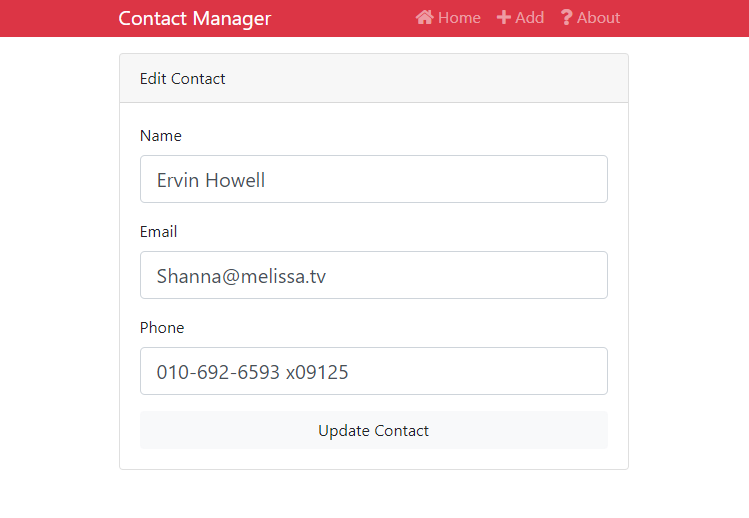 Contact Manager Home Add About
Edit Contact
Name
Ervin Howell
Email
Shanna@melissa.tv
Phone
010-692-6593 x09125
Update Contact